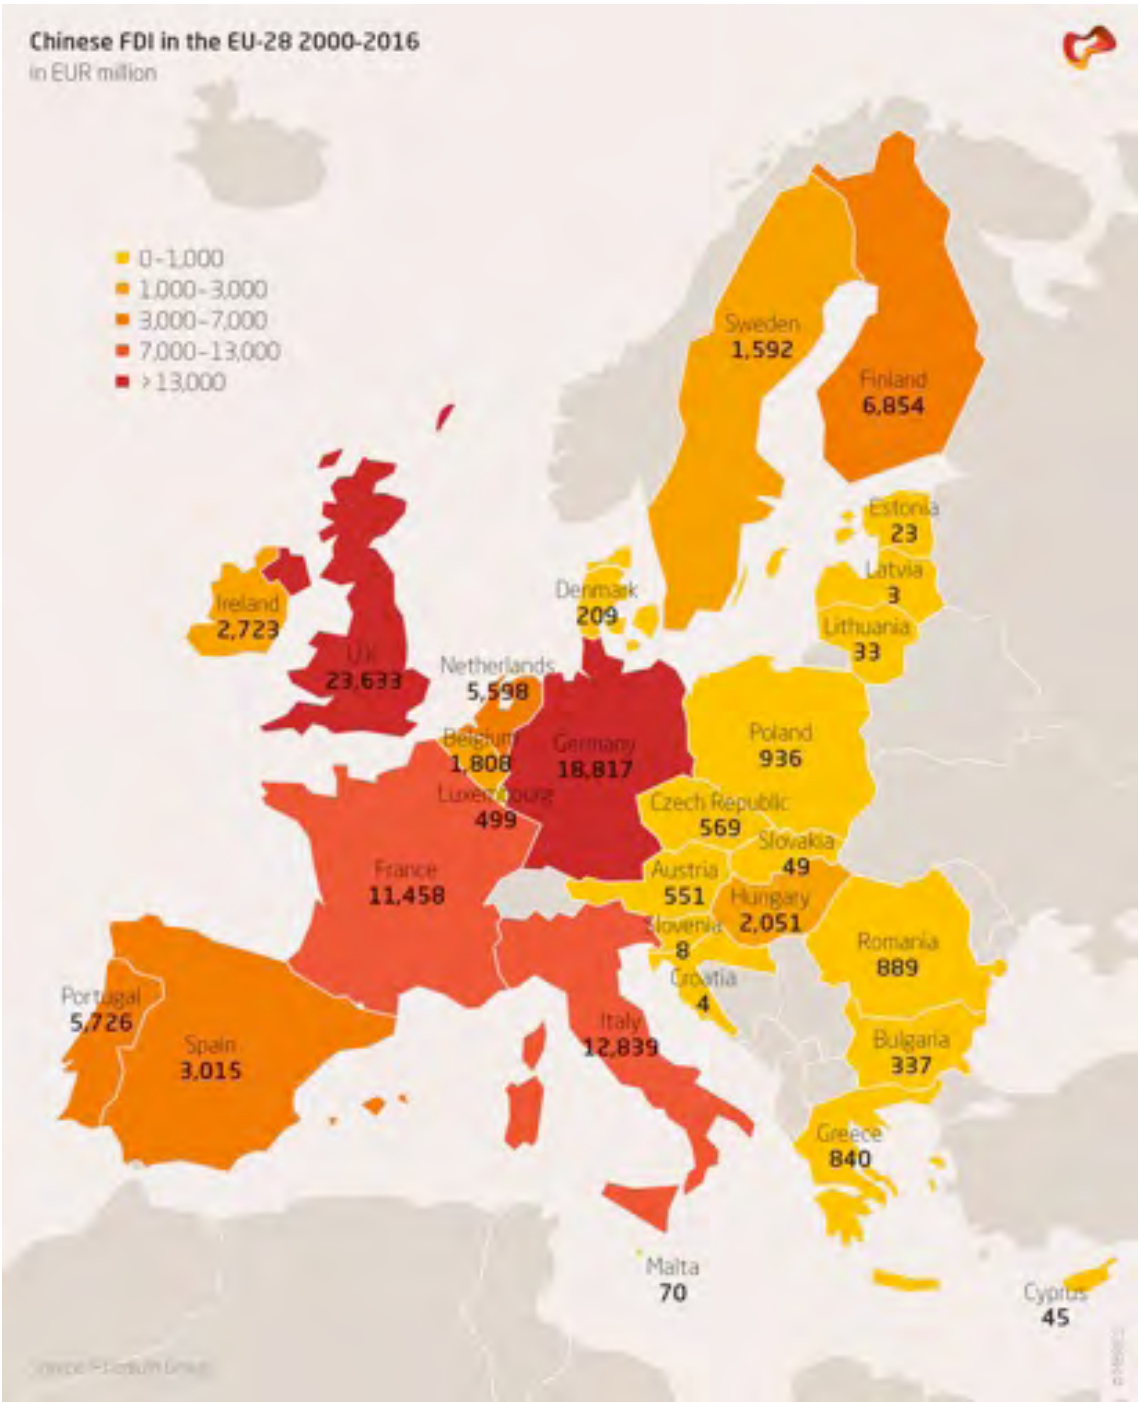 Chinese FDI in the EU-28 2000-2016
in EUR million
0-1,000
1,000-3,000
3,000-7,000
7,000-13,000
>13,000
Sweden
1,592
Finland
6,854
Estonia
23
Latvia
3
Lithuania
33
Denmark
209
Ireland
2,723
U.K.
23,633
Netherlands
5,598
Belgium
1,808
Luxembourg
499
Germany
18,817
Poland
936
Czech Republic
569
Slovakia
49
Austria
551
Hungary
2,051
Slovenia
8
Croatia
4
Romania
889
Bulgaria
337
France
11,458
Portugal
5,726
Spain
3,015
Italy
12,839
Greece
840
Malta
70
Cyprus
45
Source: Rhodium Group
© MERICS